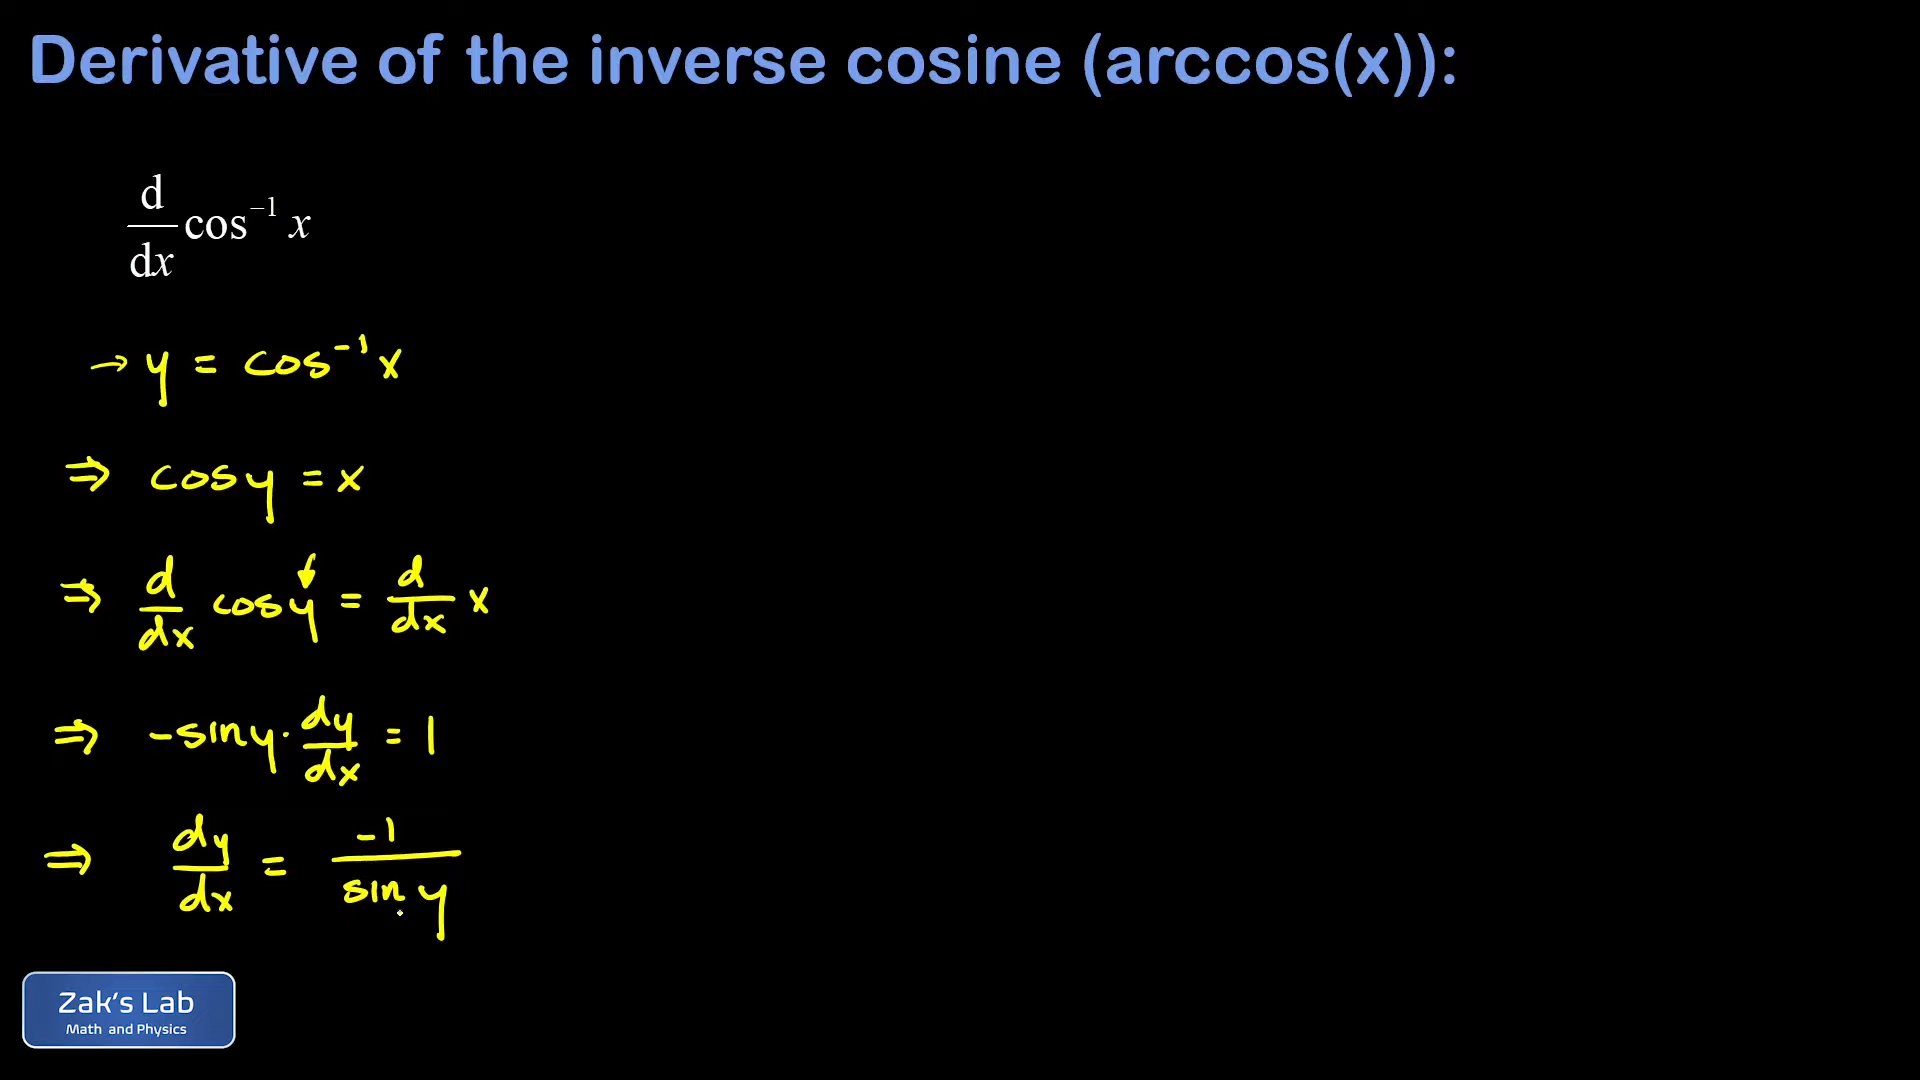 Derivative of the inverse cosine (arccos(x)):
d/dx cos⁻¹ x
→ y = cos⁻¹ x
⇒ cos y = x
⇒ d/dx cos y = d/dx x
⇒ -sin y · dy/dx = 1
⇒ dy/dx = -1/sin y
Zak's Lab
Math and Physics